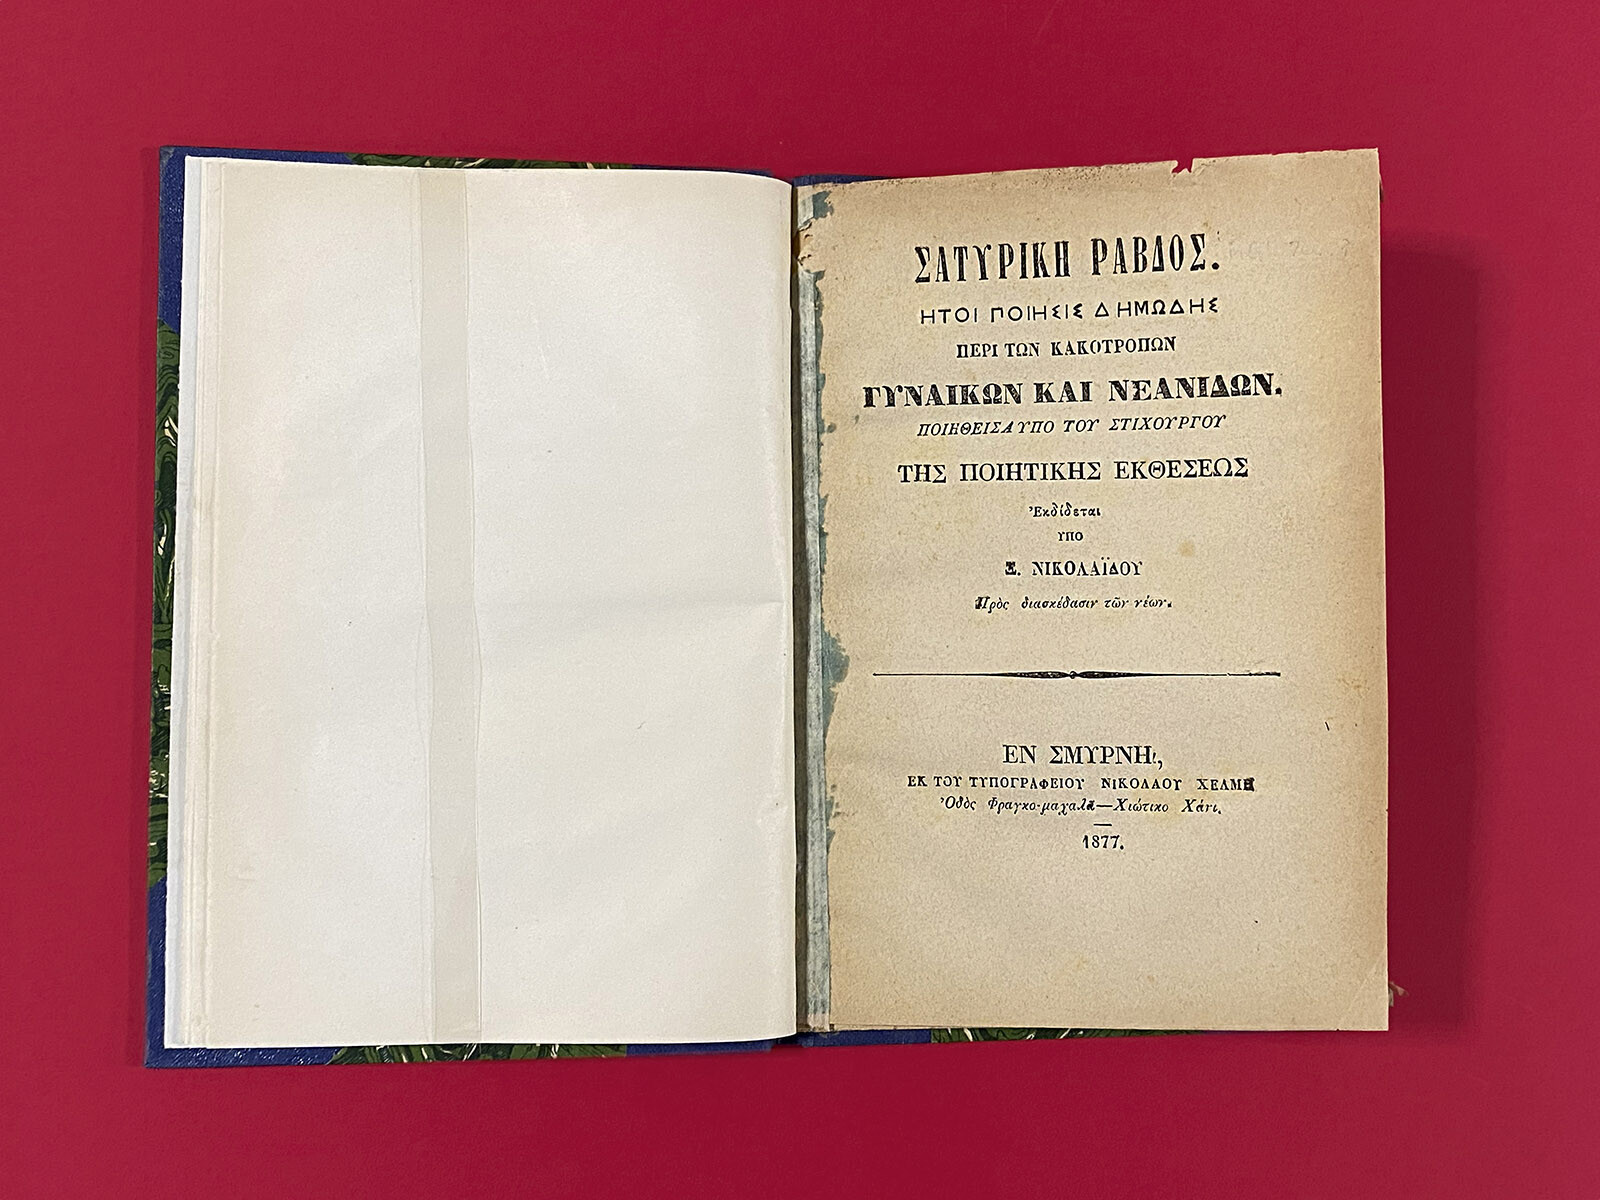 ΣΑΤΥΡΙΚΗ ΡΑΒΔΟΣ.
ΗΤΟΙ ΠΟΙΗΣΙΣ ΔΗΜΩΔΗΣ
ΠΕΡΙ ΤΩΝ ΚΑΚΟΤΡΟΠΩΝ
ΓΥΝΑΙΚΩΝ ΚΑΙ ΝΕΑΝΙΔΩΝ.
ΠΟΙΗΘΕΙΣΑ ΥΠΟ ΤΟΥ ΣΤΙΧΟΥΡΓΟΥ
ΤΗΣ ΠΟΙΗΤΙΚΗΣ ΕΚΘΕΣΕΩΣ
Ἐκδίδεται
ΥΠΟ
Σ. ΝΙΚΟΛΑΪΔΟΥ
Πρὸς διασκέδασιν τῶν νέων.
ΕΝ ΣΜΥΡΝΗ,
ΕΚ ΤΟΥ ΤΥΠΟΓΡΑΦΕΙΟΥ ΝΙΚΟΛΑΟΥ ΧΕΛΜΗ
Ὁδὸς Φραγκο-μαχαλᾶ—Χιώτικο Χάνι.
1877.